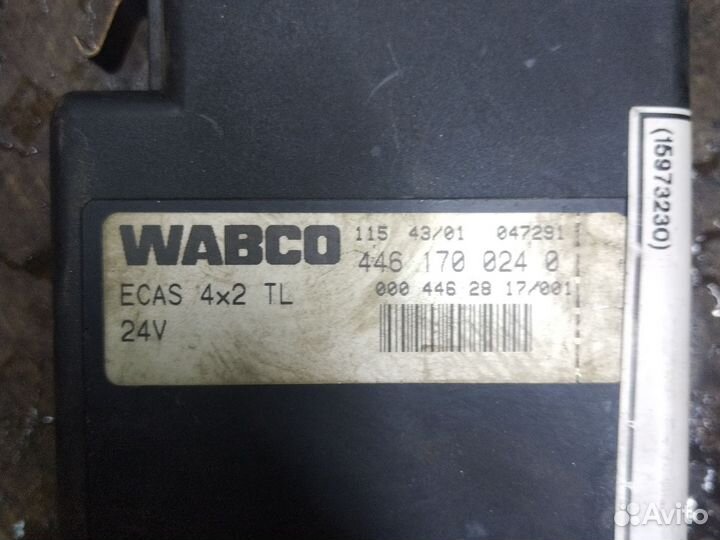 WABCO
115 43/01 047291
446 170 024 0
ECAS 4x2 TL
000 446 28 17/001
24V
(15973230)
Avito